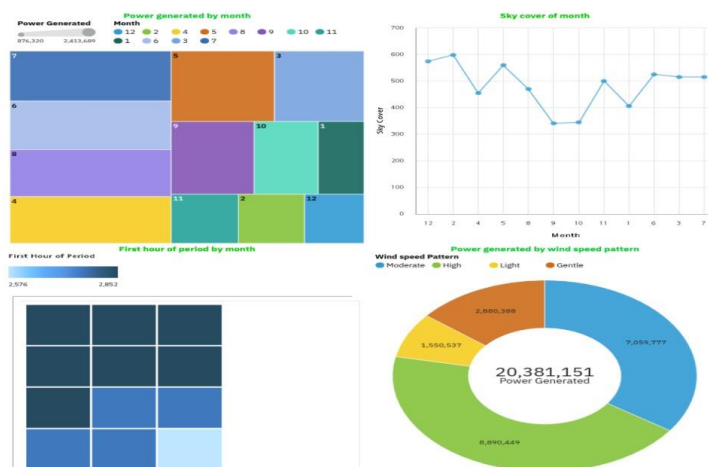 Power generated by month
Power Generated
876,320 2,413,689
Month
12 2 4 5 8 9 10 11
1 6 3 7
7
5
3
6
9
10
1
8
4
11
2
12
Sky cover of month
Sky Cover
700
600
500
400
300
200
100
0
12 2 4 5 8 9 10 11 1 6 3 7
Month
First hour of period by month
First Hour of Period
2,576 2,852
Power generated by wind speed pattern
Wind speed Pattern
Moderate High Light Gentle
2,880,388
1,550,537
7,059,777
20,381,151
Power Generated
8,890,449